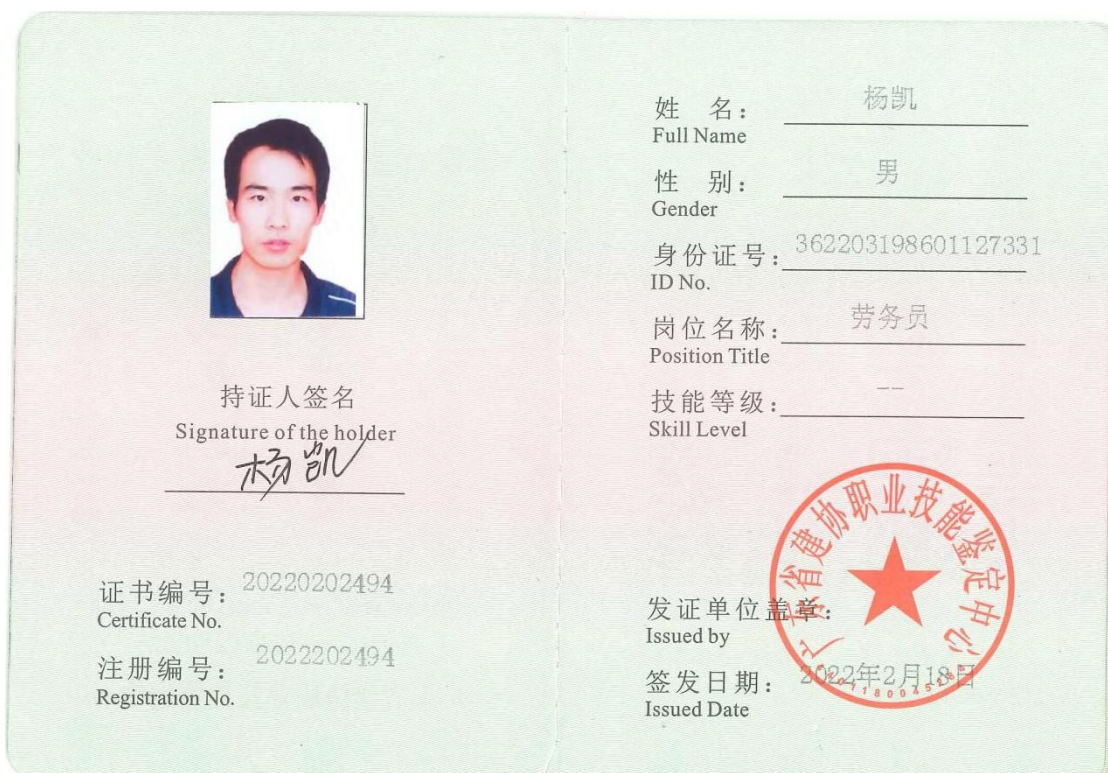 持证人签名
Signature of the holder
杨凯
证书编号：20220202494
Certificate No.
注册编号：2022202494
Registration No.
姓 名：杨凯
Full Name
性 别：男
Gender
身份证号：362203198601127331
ID No.
岗位名称：劳务员
Position Title
技能等级：--
Skill Level
广东省建协职业技能鉴定中心
发证单位盖章：
Issued by
签发日期：2022年2月18日
Issued Date